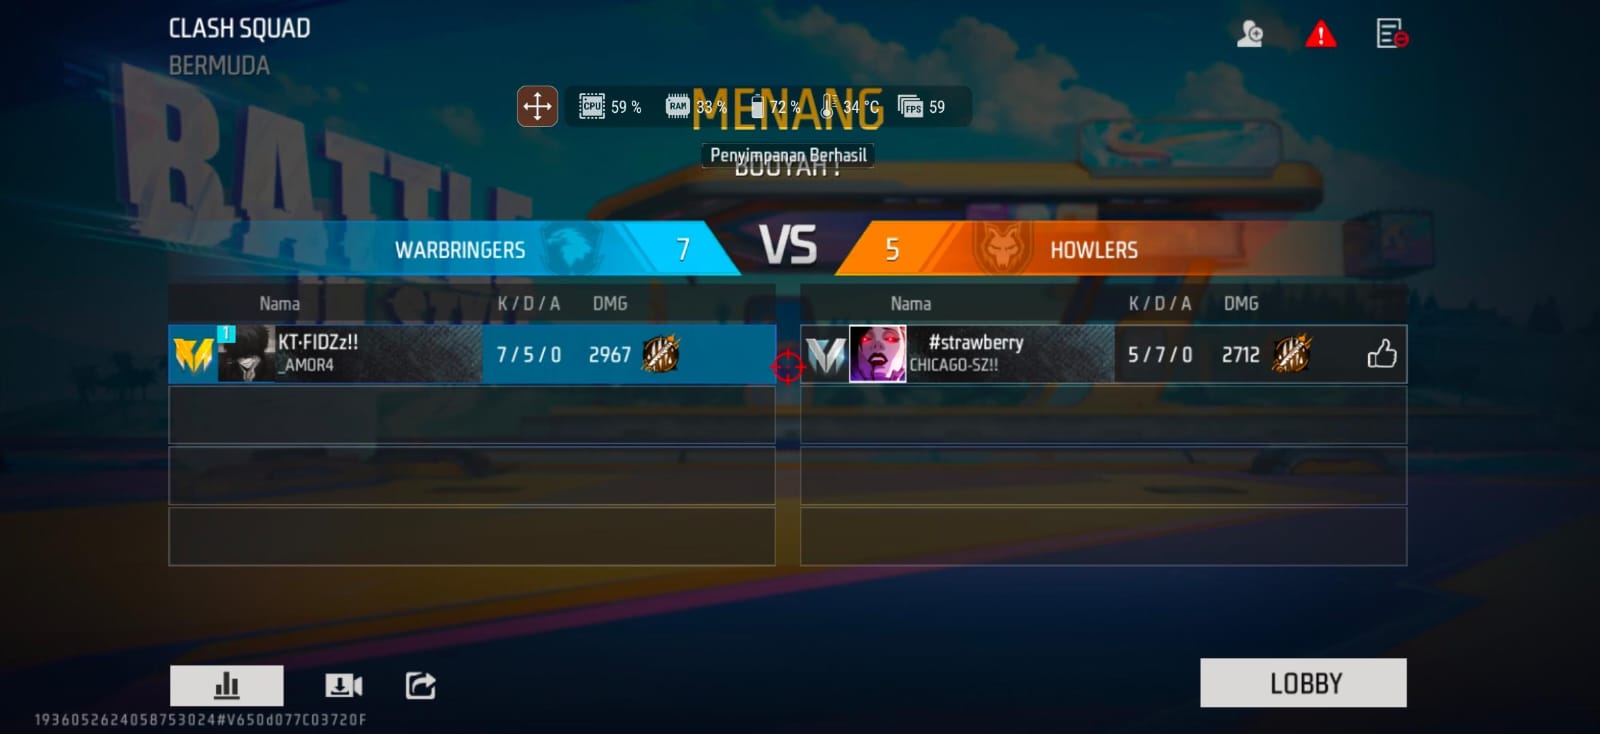 CLASH SQUAD
BERMUDA
CPU 59 % RAM 33 % 72 % 34 °C FPS 59
MENANG
Penyimpanan Berhasil
BOOYAH !
BATTLE
WARBRINGERS 7 VS 5 HOWLERS
Nama K / D / A DMG Nama K / D / A DMG
1 KT·FIDZz!! 7 / 5 / 0 2967 #strawberry 5 / 7 / 0 2712
_AMOR4 CHICAGO-SZ!!
LOBBY
1936052624058753024#V650d077C03720F